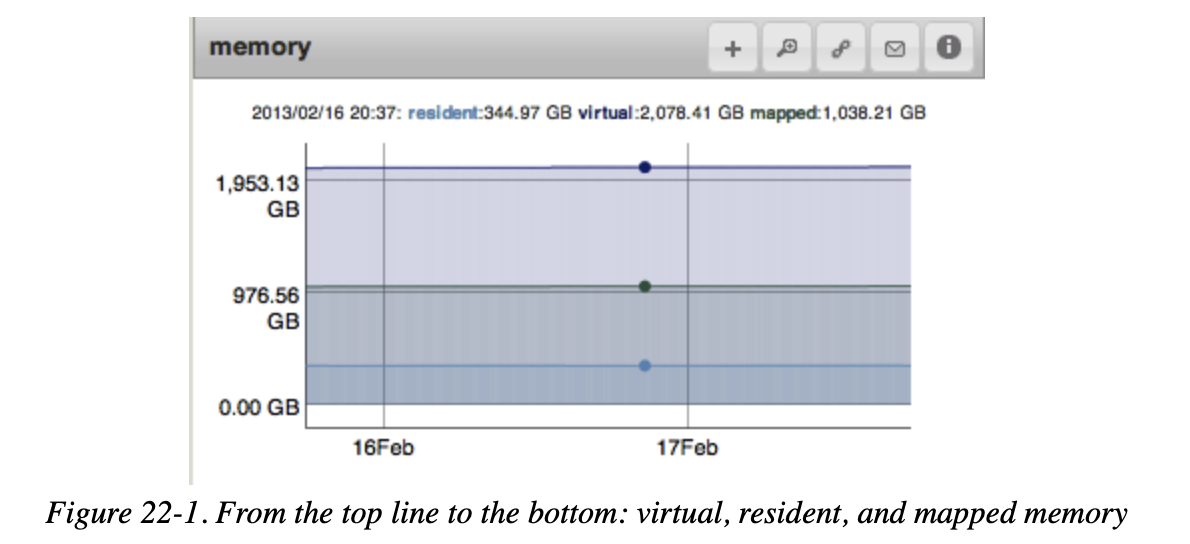 memory
2013/02/16 20:37: resident:344.97 GB virtual:2,078.41 GB mapped:1,038.21 GB
1,953.13
GB
976.56
GB
0.00 GB
16Feb 17Feb
Figure 22-1. From the top line to the bottom: virtual, resident, and mapped memory